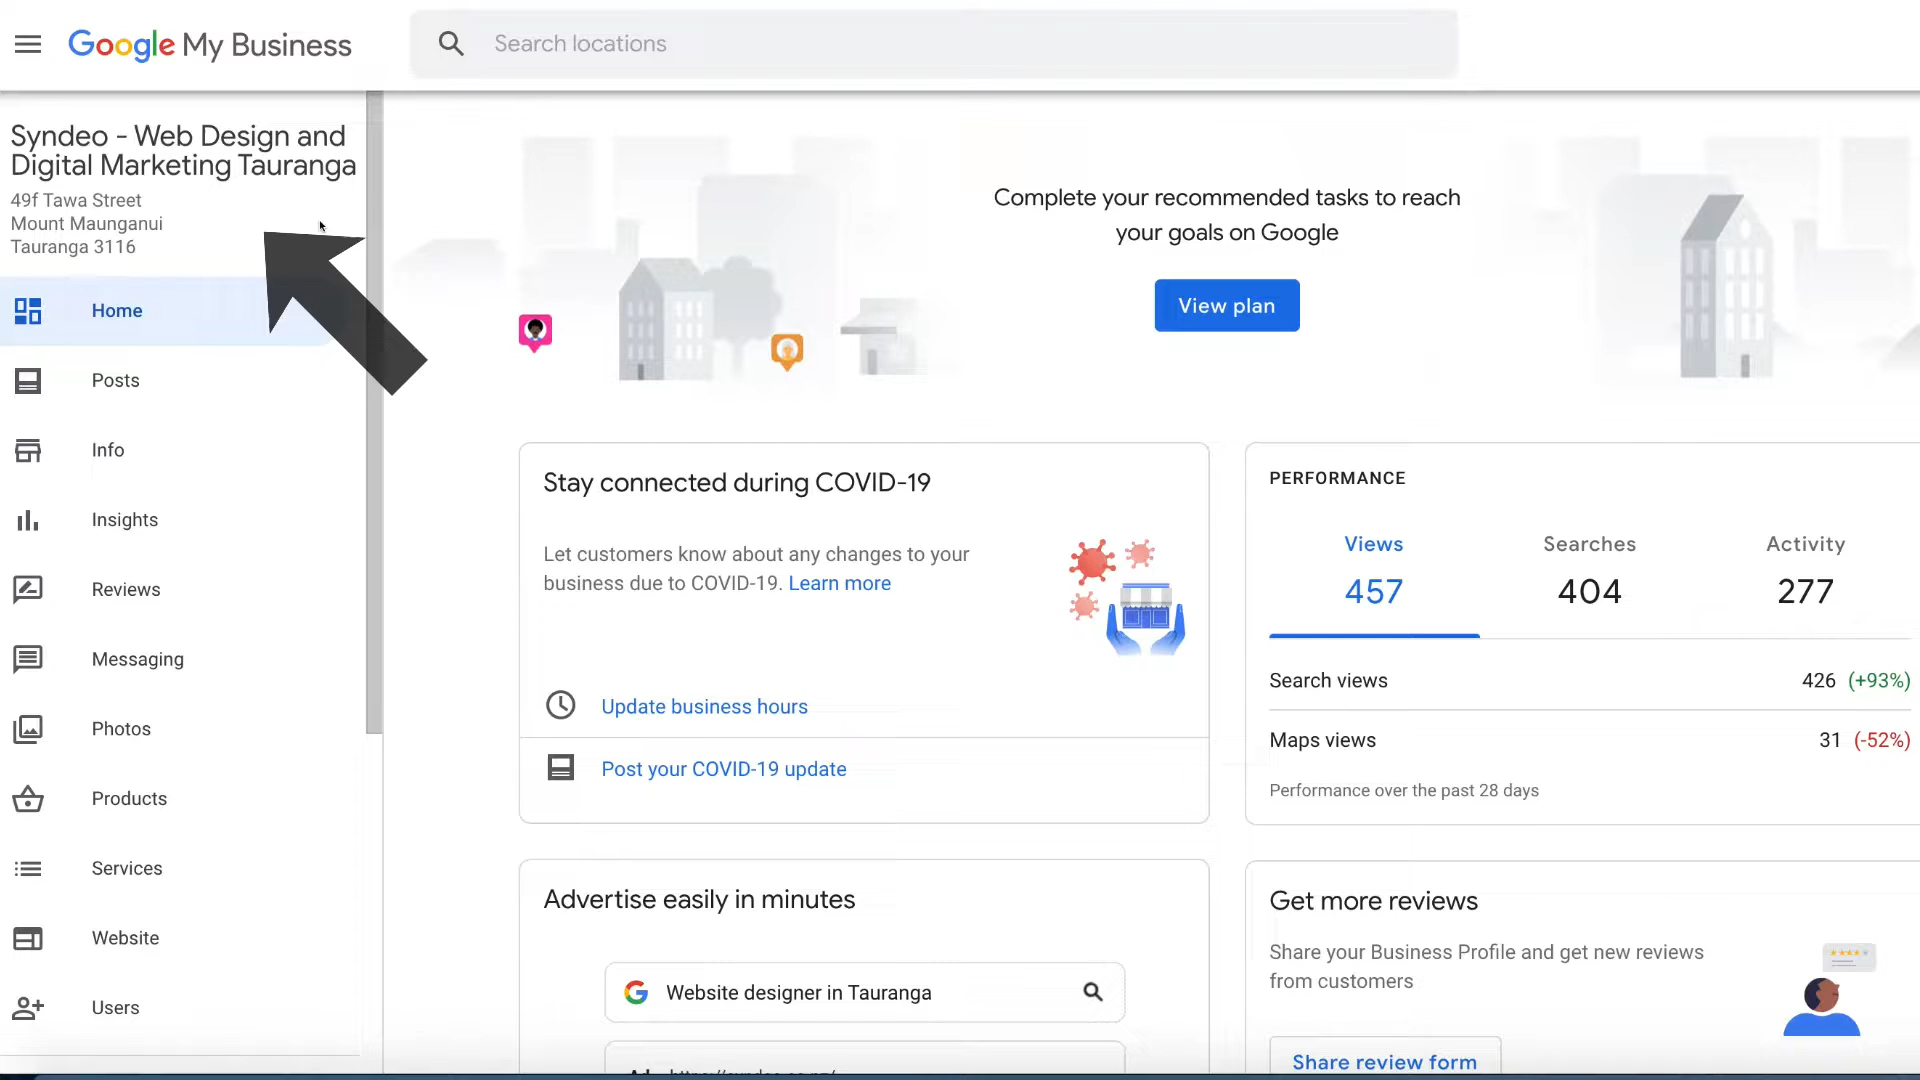 Google My Business
Search locations
Syndeo - Web Design and
Digital Marketing Tauranga
49f Tawa Street
Mount Maunganui
Tauranga 3116
Home
Posts
Info
Insights
Reviews
Messaging
Photos
Products
Services
Website
Users
Complete your recommended tasks to reach
your goals on Google
View plan
Stay connected during COVID-19
Let customers know about any changes to your
business due to COVID-19. Learn more
Update business hours
Post your COVID-19 update
PERFORMANCE
Views
Searches
Activity
457
404
277
Search views
426 (+93%)
Maps views
31 (-52%)
Performance over the past 28 days
Advertise easily in minutes
Website designer in Tauranga
Get more reviews
Share your Business Profile and get new reviews
from customers
Share review form